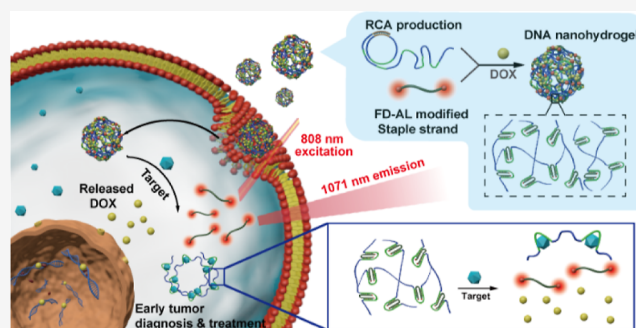 RCA production
DNA nanohydrogel
DOX
FD-AL modified
Staple strand
808 nm
excitation
1071 nm emission
Released
DOX
Target
Early tumor
diagnosis & treatment
Target